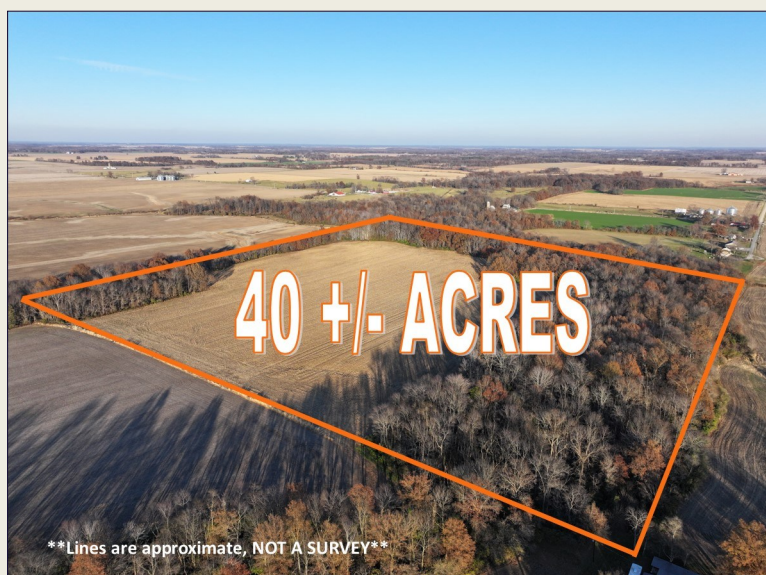 40 +/- ACRES
**Lines are approximate, NOT A SURVEY**